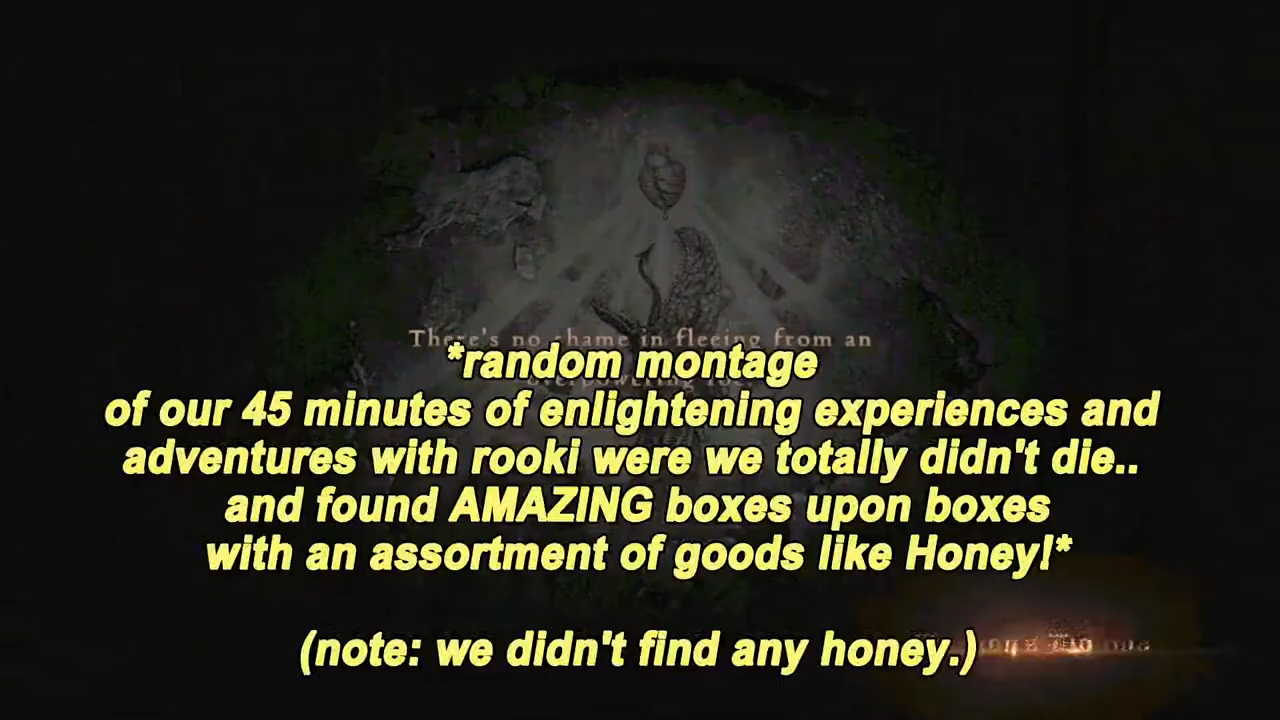 There's no shame in fleeing from an
overpowering foe.
*random montage
of our 45 minutes of enlightening experiences and
adventures with rooki were we totally didn't die..
and found AMAZING boxes upon boxes
with an assortment of goods like Honey!*
(note: we didn't find any honey.)